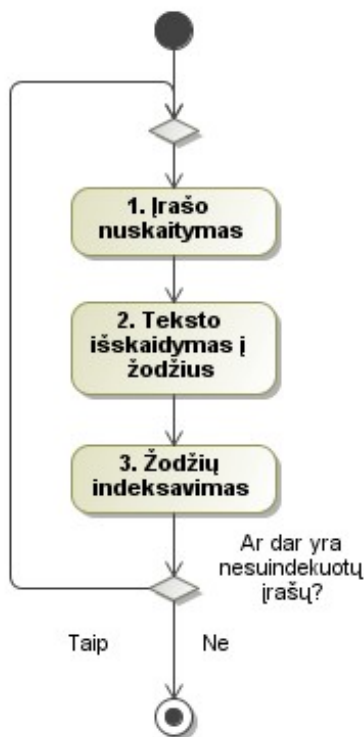 1. Įrašo
nuskaitymas
2. Teksto
išskaidymas į
žodžius
3. Žodžių
indeksavimas
Ar dar yra
nesuindekuotų
įrašų?
Taip
Ne